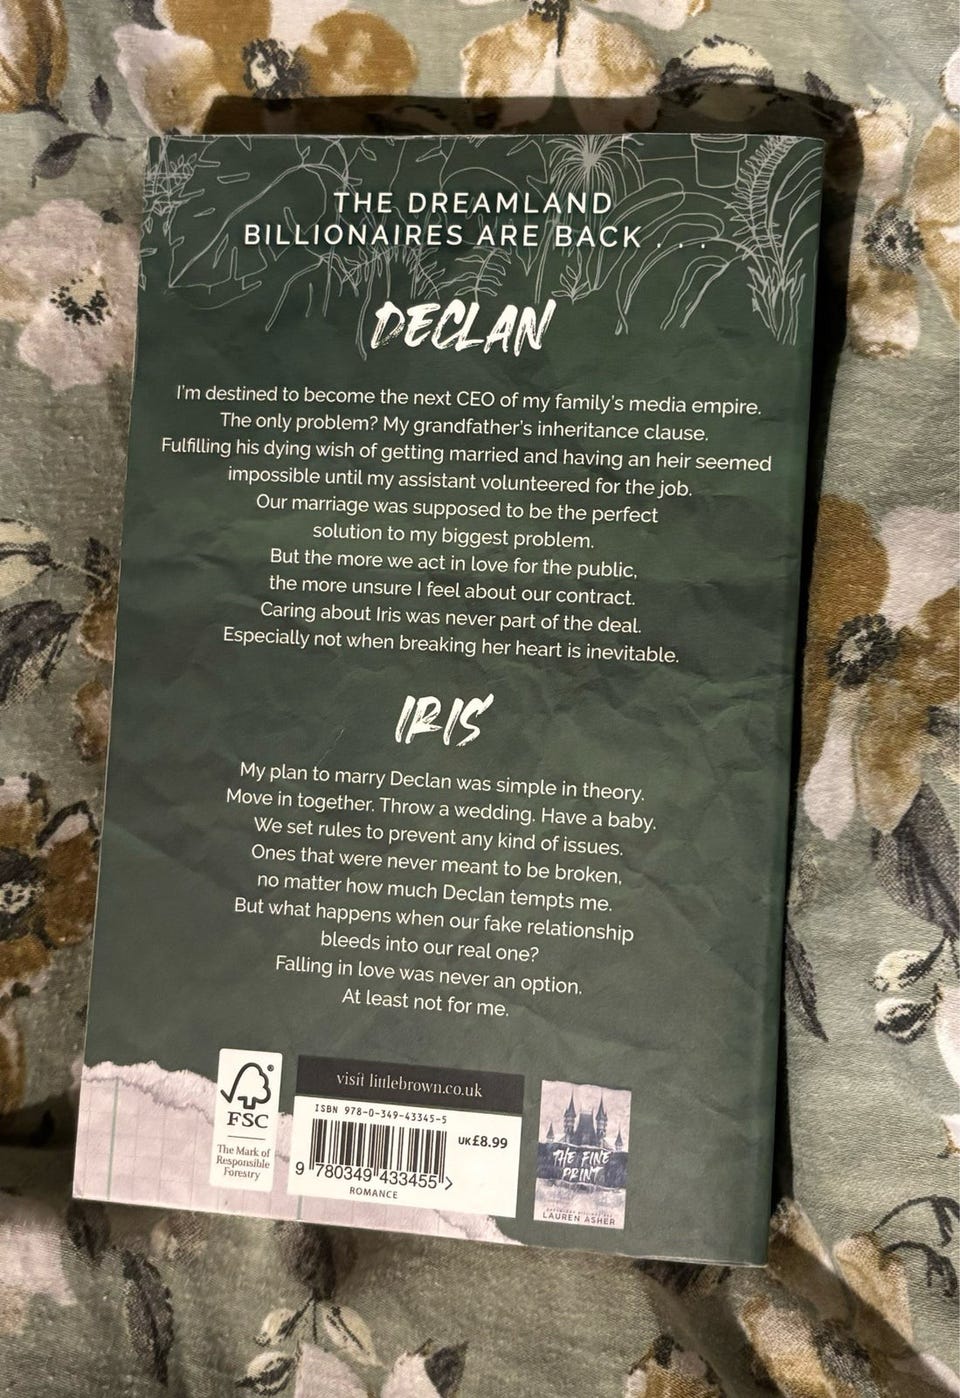 THE DREAMLAND
BILLIONAIRES ARE BACK . . .
DECLAN
I'm destined to become the next CEO of my family's media empire.
The only problem? My grandfather's inheritance clause.
Fulfilling his dying wish of getting married and having an heir seemed
impossible until my assistant volunteered for the job.
Our marriage was supposed to be the perfect
solution to my biggest problem.
But the more we act in love for the public,
the more unsure I feel about our contract.
Caring about Iris was never part of the deal.
Especially not when breaking her heart is inevitable.
IRIS
My plan to marry Declan was simple in theory.
Move in together. Throw a wedding. Have a baby.
We set rules to prevent any kind of issues.
Ones that were never meant to be broken,
no matter how much Declan tempts me.
But what happens when our fake relationship
bleeds into our real one?
Falling in love was never an option.
At least not for me.
FSC
The Mark of
Responsible
Forestry
visit littlebrown.co.uk
ISBN 978-0-349-43345-5
UK£8.99
9 780349 433455 >
ROMANCE
THE FINE
PRINT
LAUREN ASHER